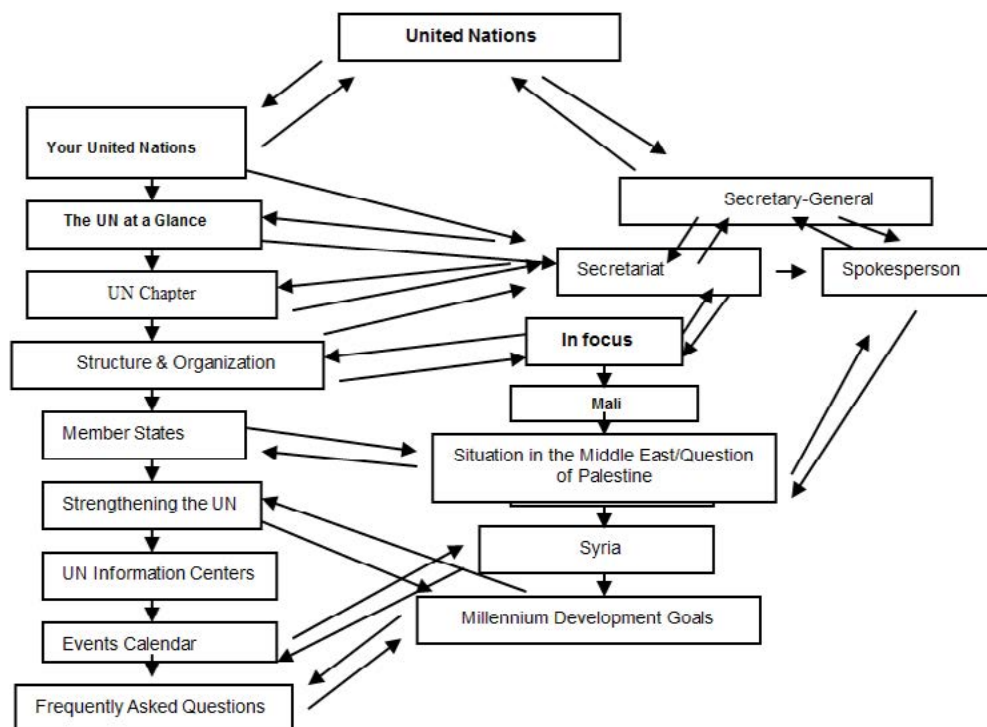 United Nations
Your United Nations
Secretary-General
The UN at a Glance
Secretariat
Spokesperson
UN Chapter
In focus
Structure & Organization
Mali
Member States
Situation in the Middle East/Question
of Palestine
Strengthening the UN
Syria
UN Information Centers
Millennium Development Goals
Events Calendar
Frequently Asked Questions